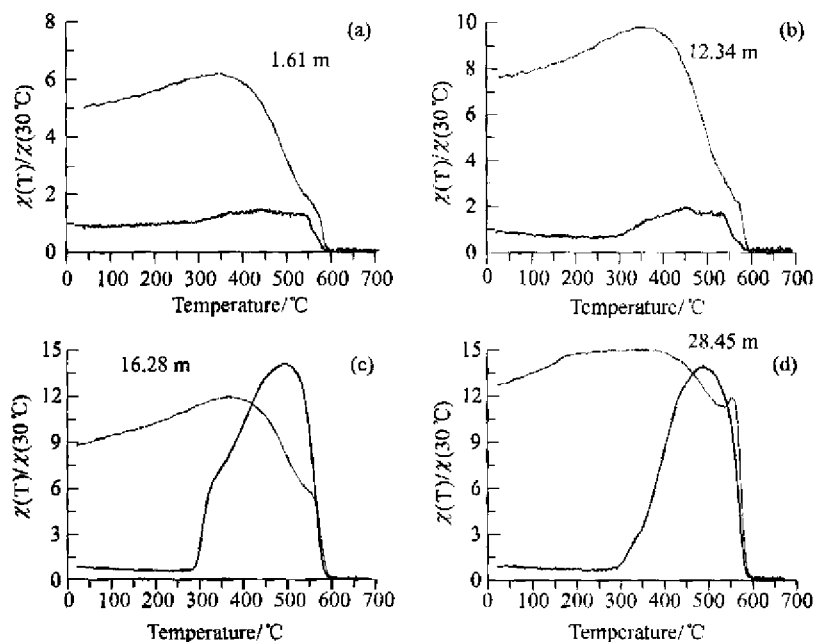 (a)
1.61 m
χ(T)/χ(30 ℃)
8
6
4
2
0
0 100 200 300 400 500 600 700
Temperature/℃
(b)
12.34 m
χ(T)/χ(30 ℃)
10
8
6
4
2
0
0 100 200 300 400 500 600 700
Temperature/℃
(c)
16.28 m
χ(T)/χ(30 ℃)
15
12
9
6
3
0
0 100 200 300 400 500 600 700
Temperature/℃
(d)
28.45 m
χ(T)/χ(30 ℃)
15
12
9
6
3
0
0 100 200 300 400 500 600 700
Temperature/℃